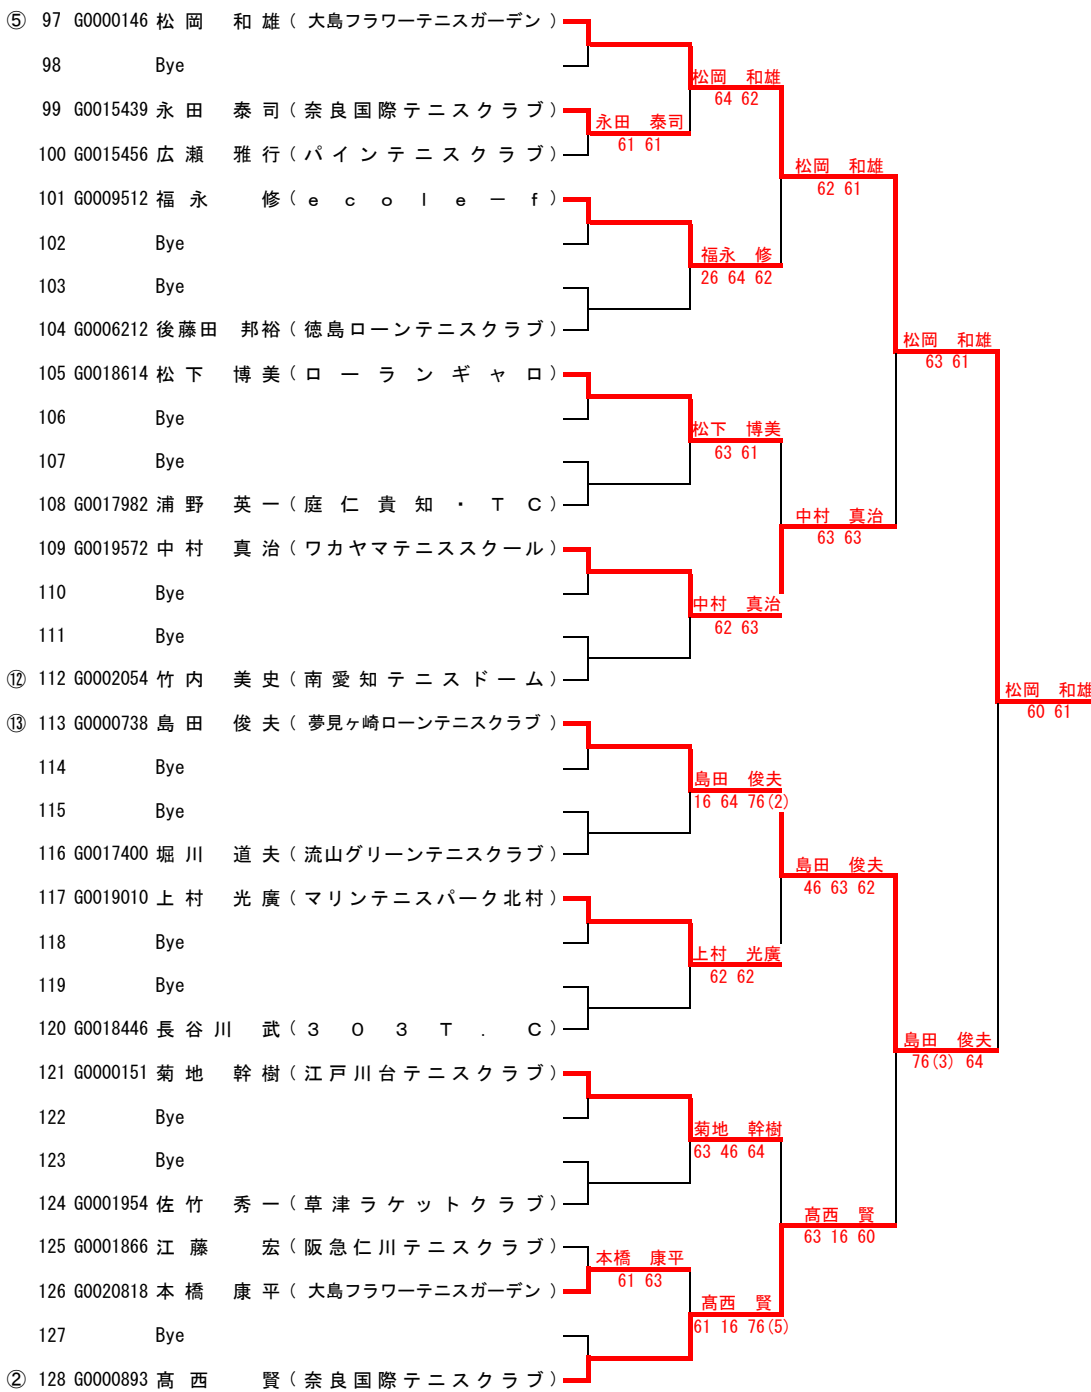 ⑤ 97 G0000146 松岡 和雄 ( 大島フラワーテニスガーデン )
98 Bye
松岡 和雄
64 62
99 G0015439 永田 泰司 ( 奈良国際テニスクラブ )
永田 泰司
61 61
100 G0015456 広瀬 雅行 ( パインテニスクラブ )
松岡 和雄
62 61
101 G0009512 福永 修 ( ecole－f )
102 Bye
福永 修
26 64 62
103 Bye
104 G0006212 後藤田 邦裕 ( 徳島ローンテニスクラブ )
松岡 和雄
63 61
105 G0018614 松下 博美 ( ローランギャロ )
106 Bye
松下 博美
63 61
107 Bye
108 G0017982 浦野 英一 ( 庭仁貴知・TC )
中村 真治
63 63
109 G0019572 中村 真治 ( ワカヤマテニススクール )
110 Bye
中村 真治
62 63
111 Bye
⑫ 112 G0002054 竹内 美史 ( 南愛知テニスドーム )
松岡 和雄
60 61
⑬ 113 G0000738 島田 俊夫 ( 夢見ヶ崎ローンテニスクラブ )
114 Bye
島田 俊夫
16 64 76(2)
115 Bye
116 G0017400 堀川 道夫 ( 流山グリーンテニスクラブ )
島田 俊夫
46 63 62
117 G0019010 上村 光廣 ( マリンテニスパーク北村 )
118 Bye
上村 光廣
62 62
119 Bye
120 G0018446 長谷川 武 ( 303T.C )
島田 俊夫
76(3) 64
121 G0000151 菊地 幹樹 ( 江戸川台テニスクラブ )
122 Bye
菊地 幹樹
63 46 64
123 Bye
124 G0001954 佐竹 秀一 ( 草津ラケットクラブ )
髙西 賢
63 16 60
125 G0001866 江藤 宏 ( 阪急仁川テニスクラブ )
本橋 康平
61 63
126 G0020818 本橋 康平 ( 大島フラワーテニスガーデン )
髙西 賢
61 16 76(5)
127 Bye
② 128 G0000893 髙西 賢 ( 奈良国際テニスクラブ )